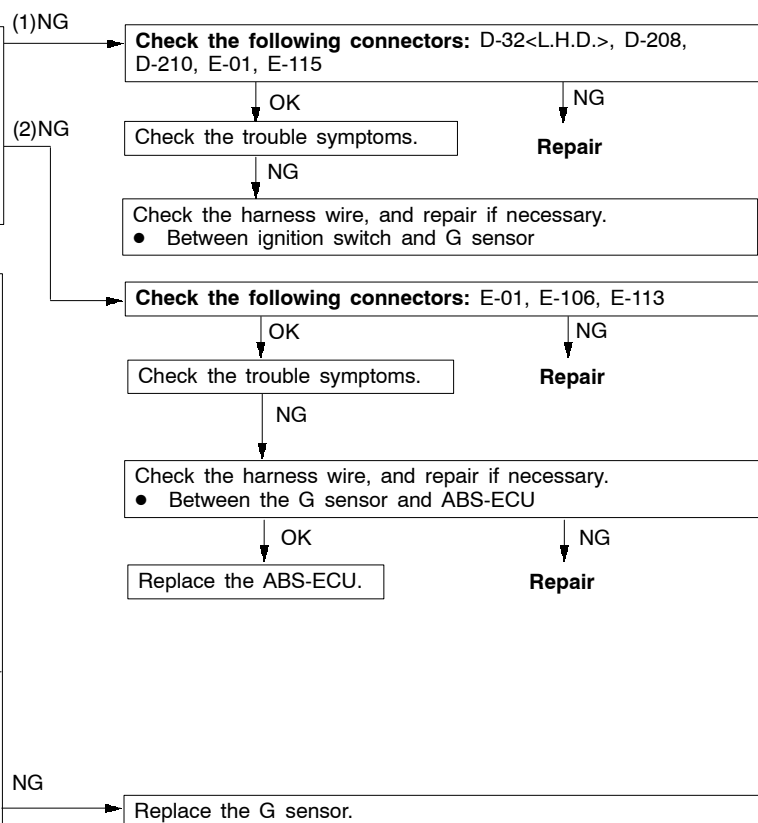 (1)NG
Check the following connectors: D-32<L.H.D.>, D-208,
D-210, E-01, E-115
OK
NG
(2)NG
Check the trouble symptoms.
Repair
NG
Check the harness wire, and repair if necessary.
● Between ignition switch and G sensor
Check the following connectors: E-01, E-106, E-113
OK
NG
Check the trouble symptoms.
Repair
NG
Check the harness wire, and repair if necessary.
● Between the G sensor and ABS-ECU
OK
NG
Replace the ABS-ECU.
Repair
NG
Replace the G sensor.